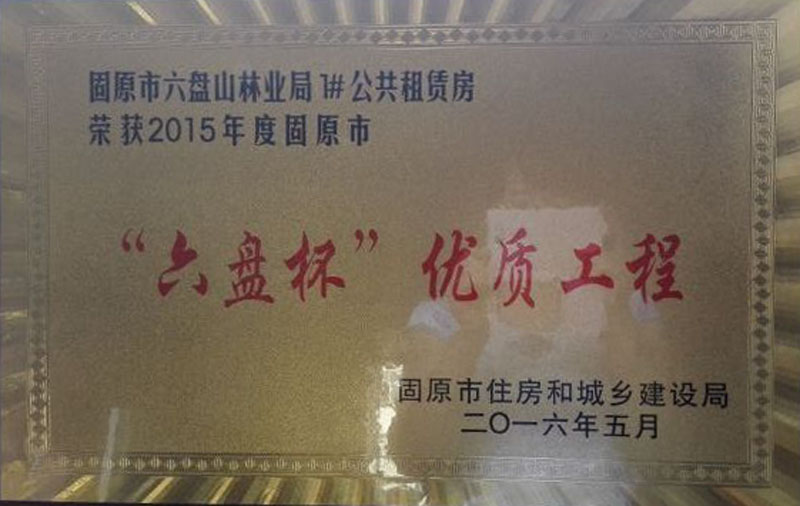 固原市六盘山林业局1#公共租赁房
荣获2015年度固原市
“六盘杯”优质工程
固原市住房和城乡建设局
二〇一六年五月